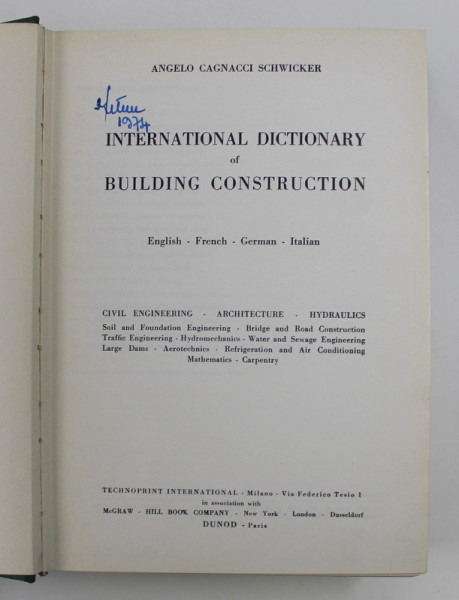 ANGELO CAGNACCI SCHWICKER
1974
INTERNATIONAL DICTIONARY
of
BUILDING CONSTRUCTION
English - French - German - Italian
CIVIL ENGINEERING - ARCHITECTURE - HYDRAULICS
Soil and Foundation Engineering - Bridge and Road Construction
Traffic Engineering - Hydromechanics - Water and Sewage Engineering
Large Dams - Aerotechnics - Refrigeration and Air Conditioning
Mathematics - Carpentry
TECHNOPRINT INTERNATIONAL - Milano - Via Federico Tesio 1
in association with
McGRAW - HILL BOOK COMPANY - New York - London - Dusseldorf
DUNOD - Paris